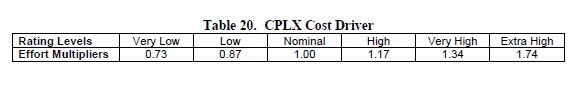 Table 20. CPLX Cost Driver
Rating Levels Very Low Low Nominal High Very High Extra High
Effort Multipliers 0.73 0.87 1.00 1.17 1.34 1.74